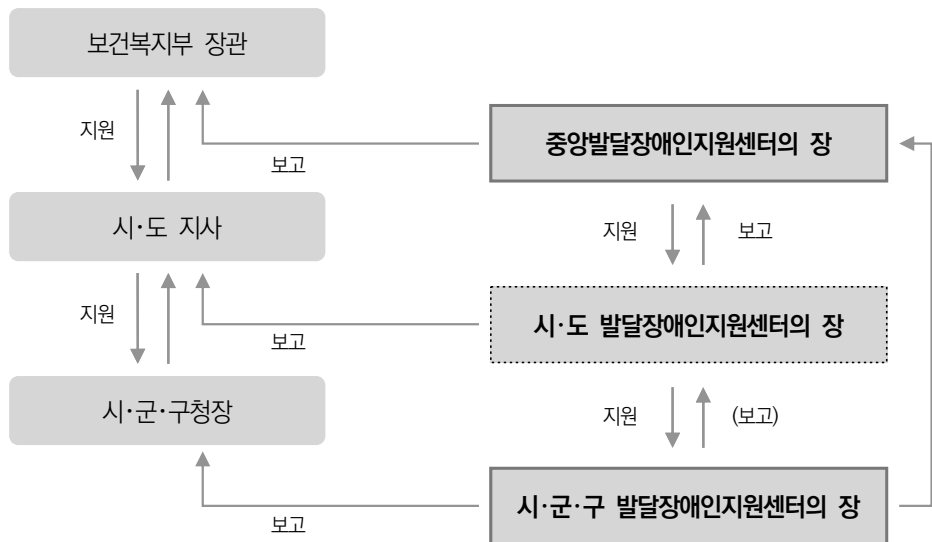 보건복지부 장관
지원
보고
중앙발달장애인지원센터의 장
시·도 지사
지원
보고
지원
보고
시·도 발달장애인지원센터의 장
시·군·구청장
지원
(보고)
보고
시·군·구 발달장애인지원센터의 장